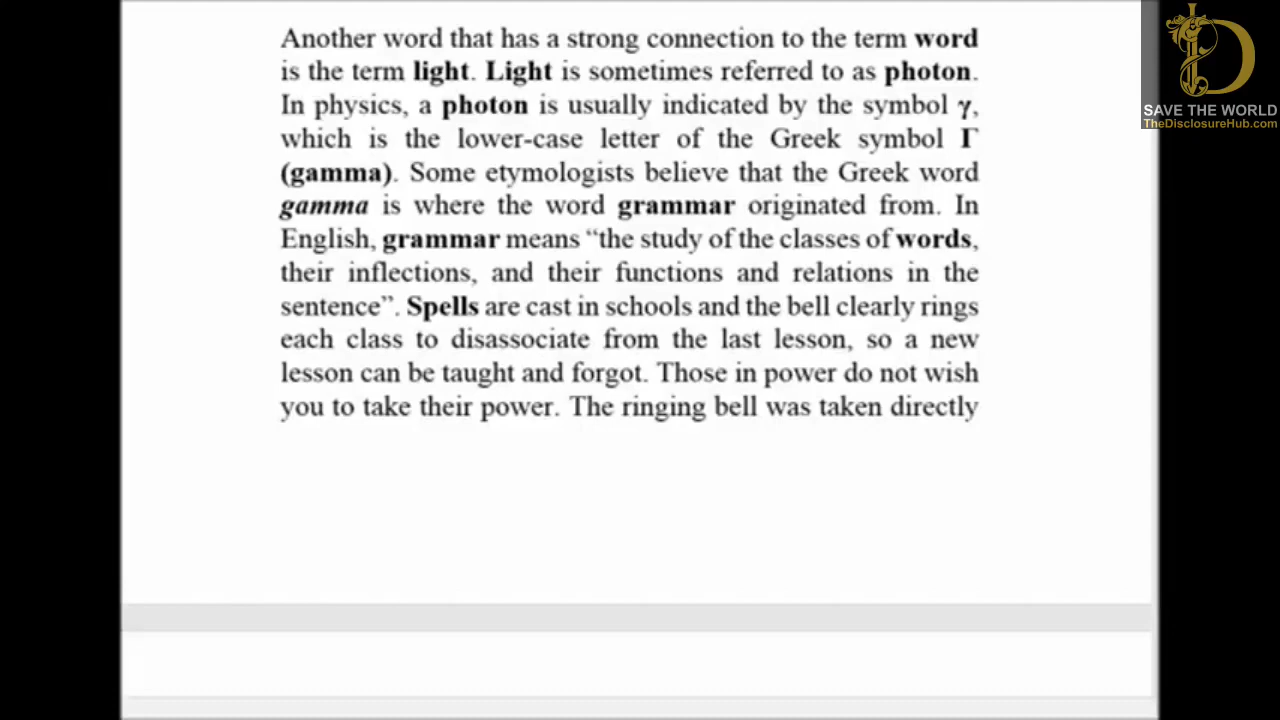 Another word that has a strong connection to the term word
is the term light. Light is sometimes referred to as photon.
In physics, a photon is usually indicated by the symbol γ,
which is the lower-case letter of the Greek symbol Γ
(gamma). Some etymologists believe that the Greek word
gamma is where the word grammar originated from. In
English, grammar means “the study of the classes of words,
their inflections, and their functions and relations in the
sentence”. Spells are cast in schools and the bell clearly rings
each class to disassociate from the last lesson, so a new
lesson can be taught and forgot. Those in power do not wish
you to take their power. The ringing bell was taken directly
SAVE THE WORLD
TheDisclosureHub.com